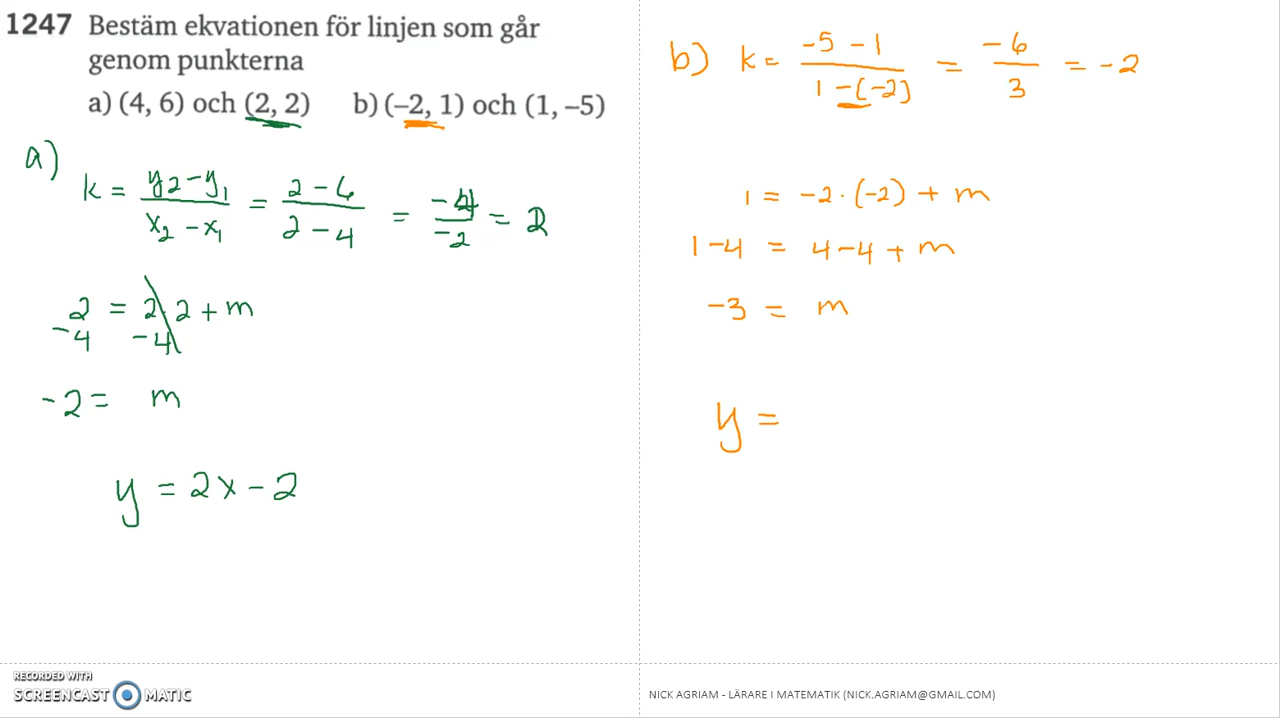 1247 Bestäm ekvationen för linjen som går
genom punkterna
a) (4, 6) och (2, 2) b) (–2, 1) och (1, –5)
a)
k = y2 – y1 / x2 – x1 = 2 – 6 / 2 – 4 = –4 / –2 = 2
2 = 2 · 2 + m
–4 –4
–2 = m
y = 2x – 2
b) k = –5 – 1 / 1 – (–2) = –6 / 3 = –2
1 = –2 · (–2) + m
1 – 4 = 4 – 4 + m
–3 = m
y =
RECORDED WITH
SCREENCAST MATIC
NICK AGRIAM - LÄRARE I MATEMATIK (NICK.AGRIAM@GMAIL.COM)